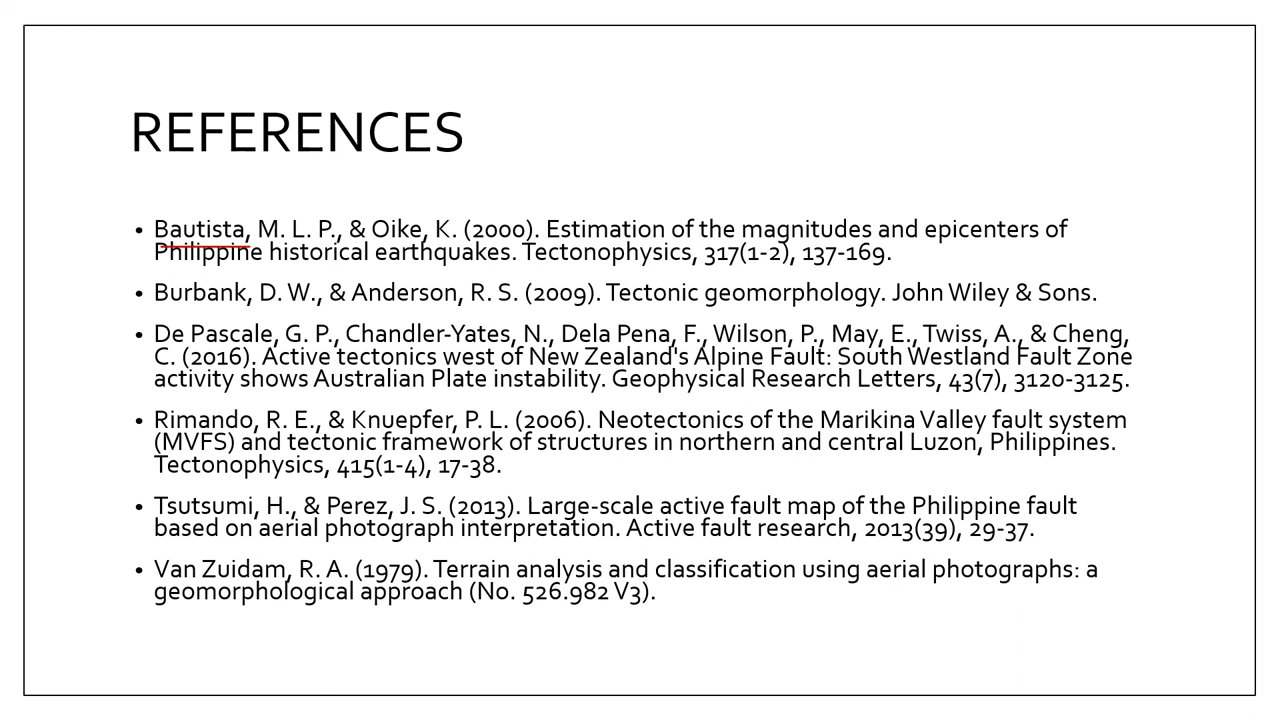 REFERENCES
• Bautista, M. L. P., & Oike, K. (2000). Estimation of the magnitudes and epicenters of
Philippine historical earthquakes. Tectonophysics, 317(1-2), 137-169.
• Burbank, D. W., & Anderson, R. S. (2009). Tectonic geomorphology. John Wiley & Sons.
• De Pascale, G. P., Chandler-Yates, N., Dela Pena, F., Wilson, P., May, E., Twiss, A., & Cheng,
C. (2016). Active tectonics west of New Zealand's Alpine Fault: South Westland Fault Zone
activity shows Australian Plate instability. Geophysical Research Letters, 43(7), 3120-3125.
• Rimando, R. E., & Knuepfer, P. L. (2006). Neotectonics of the Marikina Valley fault system
(MVFS) and tectonic framework of structures in northern and central Luzon, Philippines.
Tectonophysics, 415(1-4), 17-38.
• Tsutsumi, H., & Perez, J. S. (2013). Large-scale active fault map of the Philippine fault
based on aerial photograph interpretation. Active fault research, 2013(39), 29-37.
• Van Zuidam, R. A. (1979). Terrain analysis and classification using aerial photographs: a
geomorphological approach (No. 526.982 V3).